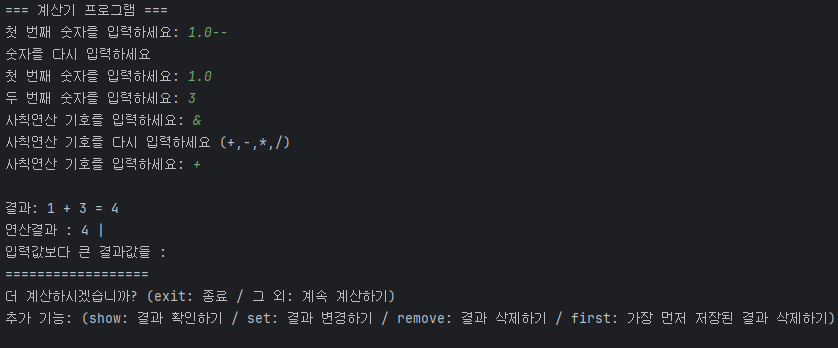 === 계산기 프로그램 ===
첫 번째 숫자를 입력하세요: 1.0--
숫자를 다시 입력하세요
첫 번째 숫자를 입력하세요: 1.0
두 번째 숫자를 입력하세요: 3
사칙연산 기호를 입력하세요: &
사칙연산 기호를 다시 입력하세요 (+,-,*,/)
사칙연산 기호를 입력하세요: +
결과: 1 + 3 = 4
연산결과 : 4 |
입력값보다 큰 결과값들 :
==================
더 계산하시겠습니까? (exit: 종료 / 그 외: 계속 계산하기)
추가 기능: (show: 결과 확인하기 / set: 결과 변경하기 / remove: 결과 삭제하기 / first: 가장 먼저 저장된 결과 삭제하기)